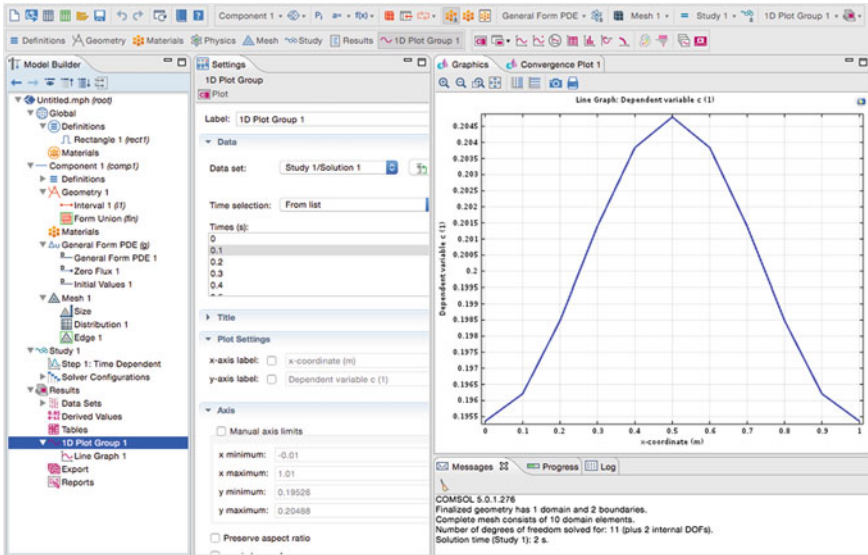 Component 1
Pi
a=
f(x)
General Form PDE
Mesh 1
Study 1
1D Plot Group 1
Definitions
Geometry
Materials
Physics
Mesh
Study
Results
1D Plot Group 1
Model Builder
Untitled.mph (root)
Global
Definitions
Rectangle 1 (rect1)
Materials
Component 1 (comp1)
Definitions
Geometry 1
Interval 1 (i1)
Form Union (fin)
Materials
General Form PDE (g)
General Form PDE 1
Zero Flux 1
Initial Values 1
Mesh 1
Size
Distribution 1
Edge 1
Study 1
Step 1: Time Dependent
Solver Configurations
Results
Data Sets
Derived Values
Tables
1D Plot Group 1
Line Graph 1
Export
Reports
Settings
1D Plot Group
Plot
Label: 1D Plot Group 1
Data
Data set: Study 1/Solution 1
Time selection: From list
Times (s):
0
0.1
0.2
0.3
0.4
Title
Plot Settings
x-axis label: x-coordinate (m)
y-axis label: Dependent variable c (1)
Axis
Manual axis limits
x minimum: -0.01
x maximum: 1.01
y minimum: 0.19526
y maximum: 0.20488
Preserve aspect ratio
Graphics
Convergence Plot 1
Line Graph: Dependent variable c (1)
Dependent variable c (1)
0.2045
0.204
0.2035
0.203
0.2025
0.202
0.2015
0.201
0.2005
0.2
0.1995
0.199
0.1985
0.198
0.1975
0.197
0.1965
0.196
0.1955
0 0.1 0.2 0.3 0.4 0.5 0.6 0.7 0.8 0.9 1
x-coordinate (m)
Messages
Progress
Log
COMSOL 5.0.1.276
Finalized geometry has 1 domain and 2 boundaries.
Complete mesh consists of 10 domain elements.
Number of degrees of freedom solved for: 11 (plus 2 internal DOFs).
Solution time (Study 1): 2 s.